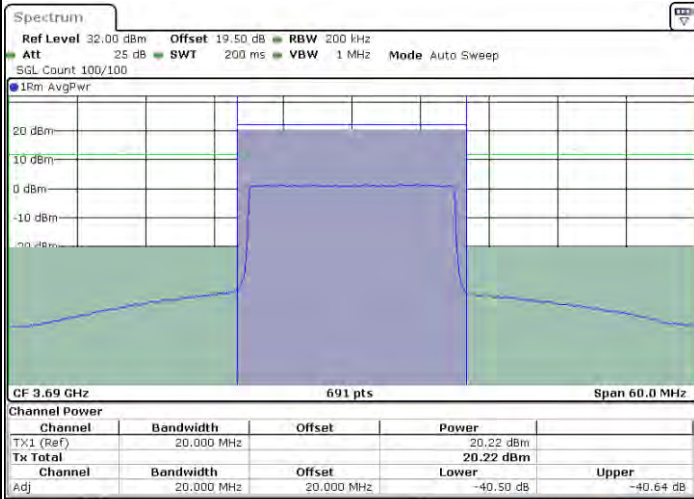 Spectrum
Ref Level 32.00 dBm Offset 19.50 dB RBW 200 kHz
Att 25 dB SWT 200 ms VBW 1 MHz Mode Auto Sweep
SGL Count 100/100
1Rm AvgPwr
20 dBm
10 dBm
0 dBm
-10 dBm
-20 dBm
CF 3.69 GHz 691 pts Span 60.0 MHz
Channel Power
Channel Bandwidth Offset Power
TX1 (Ref) 20.000 MHz 20.22 dBm
Tx Total 20.22 dBm
Channel Bandwidth Offset Lower Upper
Adj 20.000 MHz 20.000 MHz -40.50 dB -40.64 dB